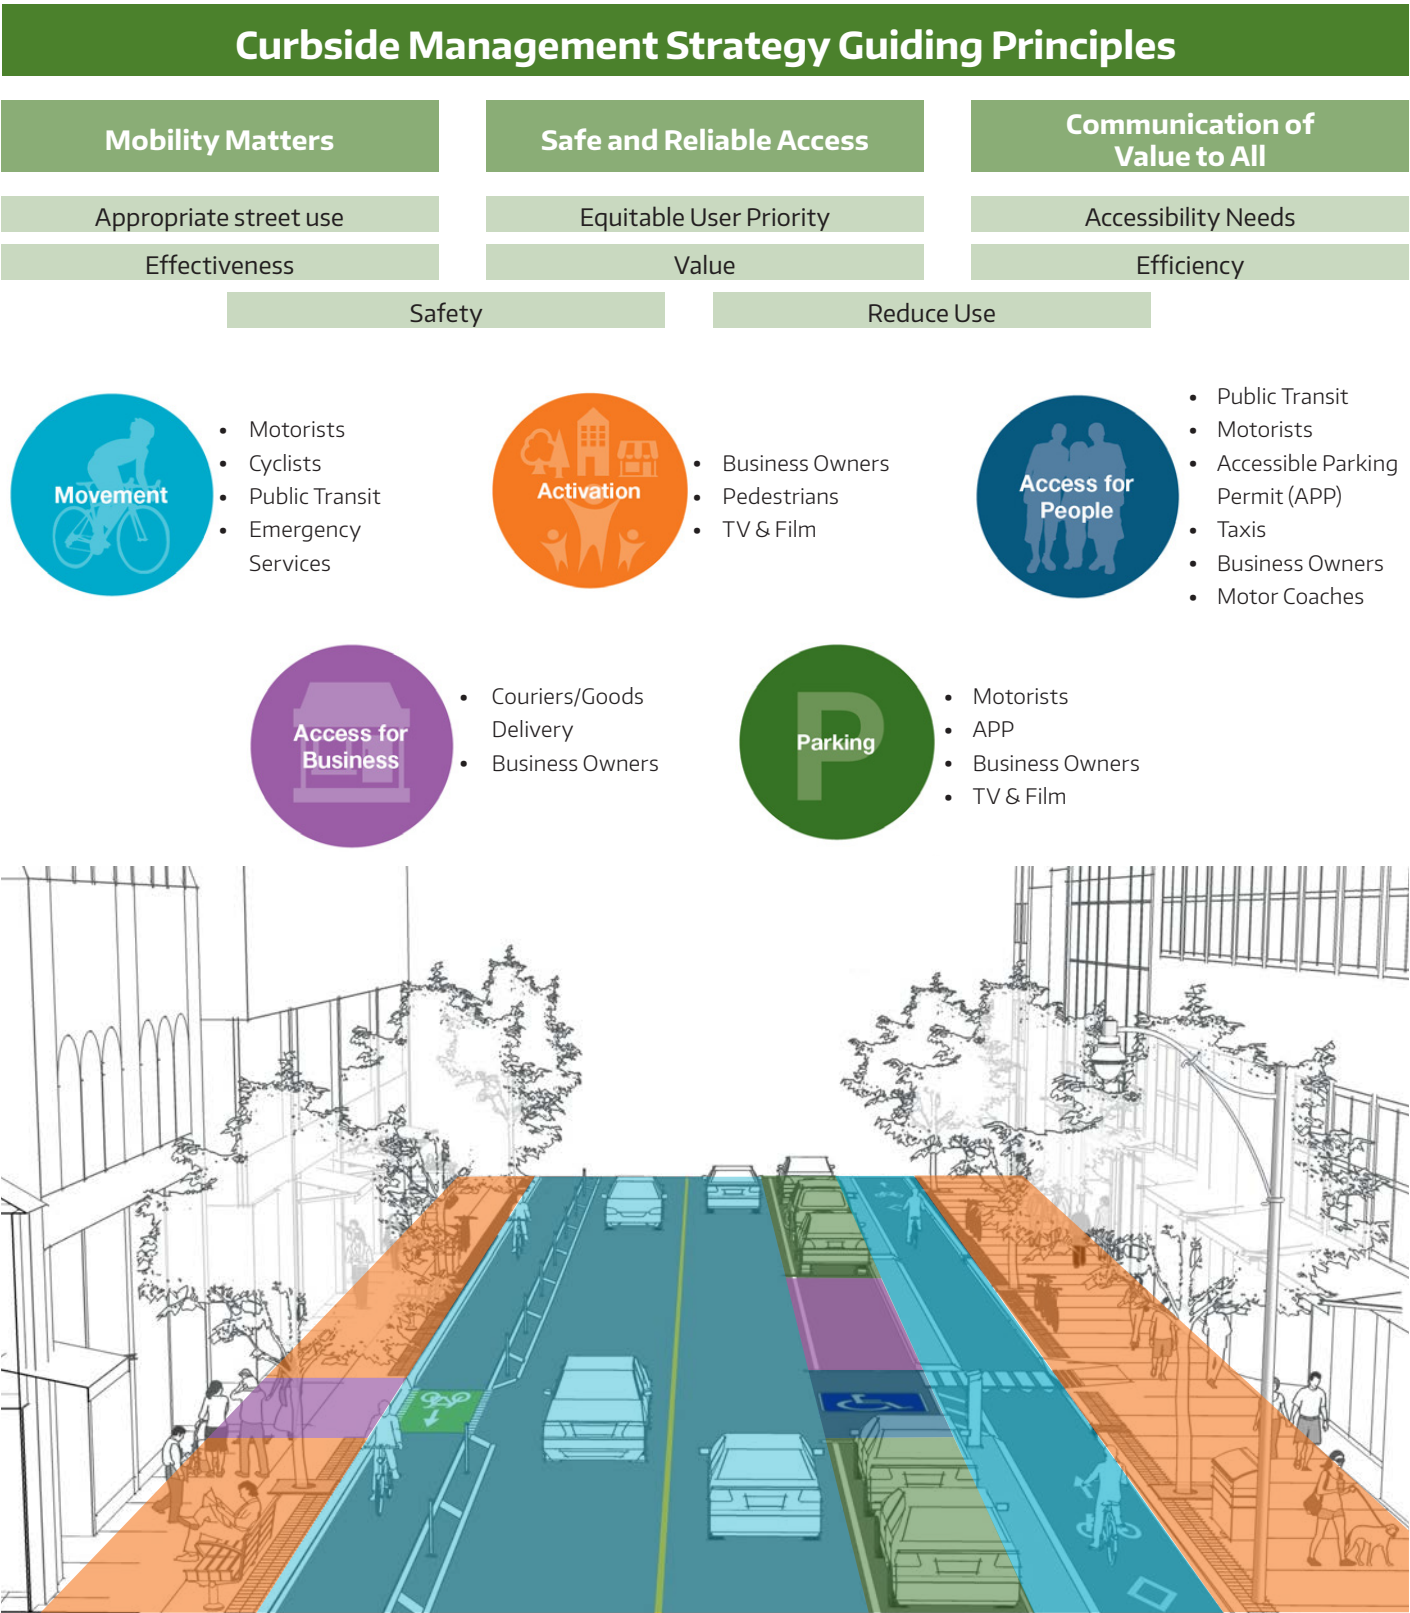 Curbside Management Strategy Guiding Principles
Mobility Matters
Safe and Reliable Access
Communication of
Value to All
Appropriate street use
Equitable User Priority
Accessibility Needs
Effectiveness
Value
Efficiency
Safety
Reduce Use
Movement
• Motorists
• Cyclists
• Public Transit
• Emergency
Services
Activation
• Business Owners
• Pedestrians
• TV & Film
Access for
People
• Public Transit
• Motorists
• Accessible Parking
Permit (APP)
• Taxis
• Business Owners
• Motor Coaches
Access for
Business
• Couriers/Goods
Delivery
• Business Owners
P
Parking
• Motorists
• APP
• Business Owners
• TV & Film